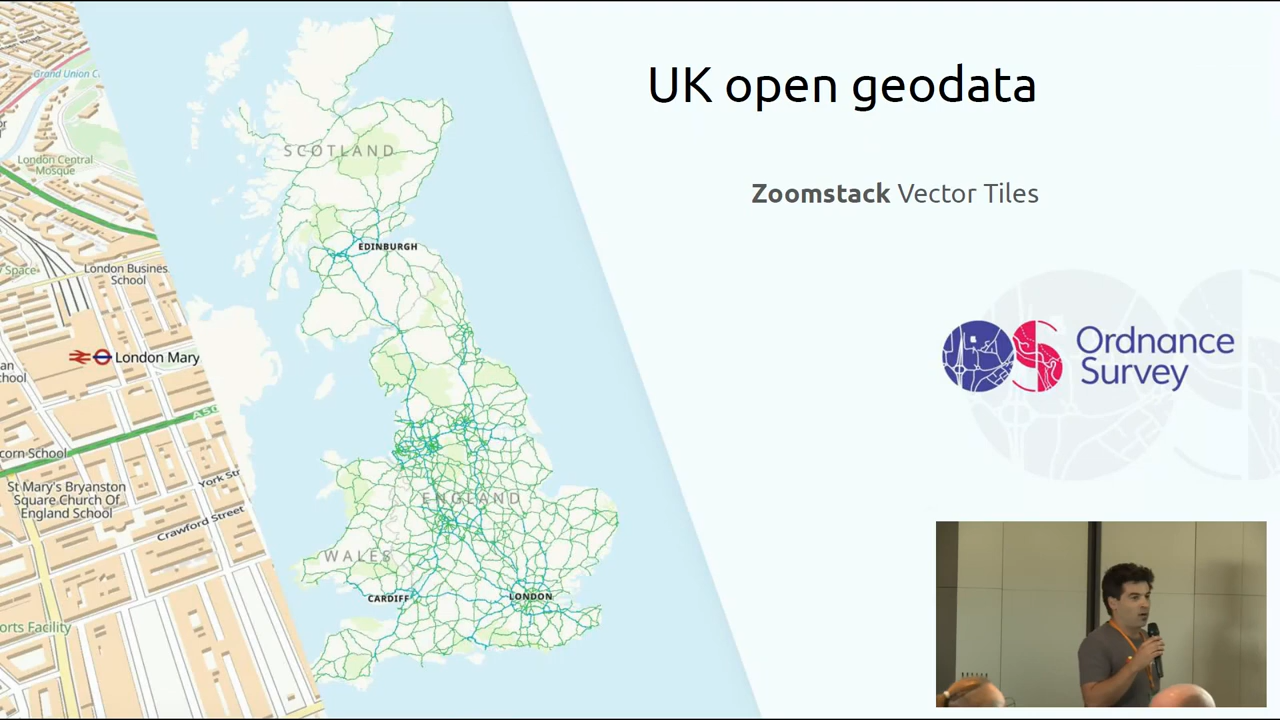 UK open geodata
Zoomstack Vector Tiles
Ordnance
Survey
SCOTLAND
EDINBURGH
ENGLAND
WALES
CARDIFF
LONDON
Grand Union C
London Central
Mosque
Space
London Busines
School
London Mary
chool
A50
corn School
St Mary's Bryanston
Square Church Of
England School
York Str
Crawford Street
orts Facility